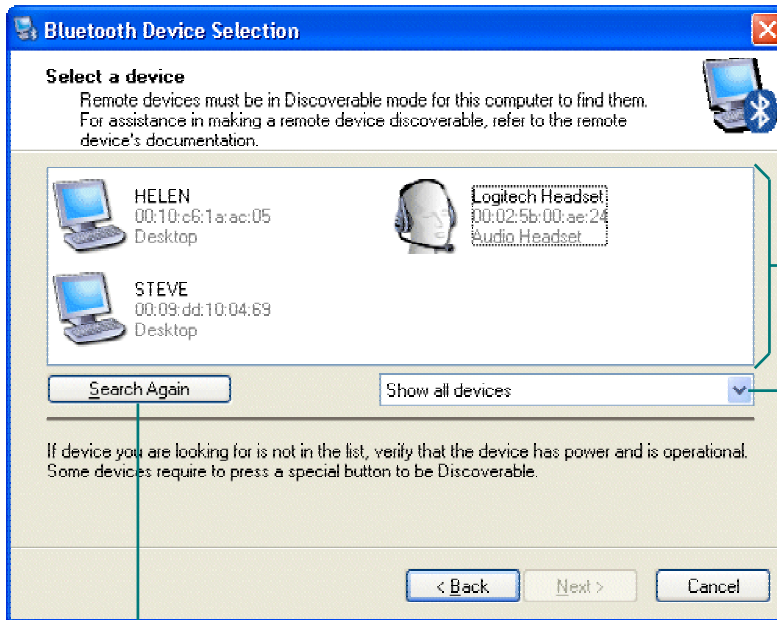 Bluetooth Device Selection
Select a device
Remote devices must be in Discoverable mode for this computer to find them.
For assistance in making a remote device discoverable, refer to the remote
device's documentation.
HELEN
00:10:c6:1a:ac:05
Desktop
Logitech Headset
00:02:5b:00:ae:24
Audio Headset
STEVE
00:09:dd:10:04:69
Desktop
Search Again
Show all devices
If device you are looking for is not in the list, verify that the device has power and is operational.
Some devices require to press a special button to be Discoverable.
< Back
Next >
Cancel